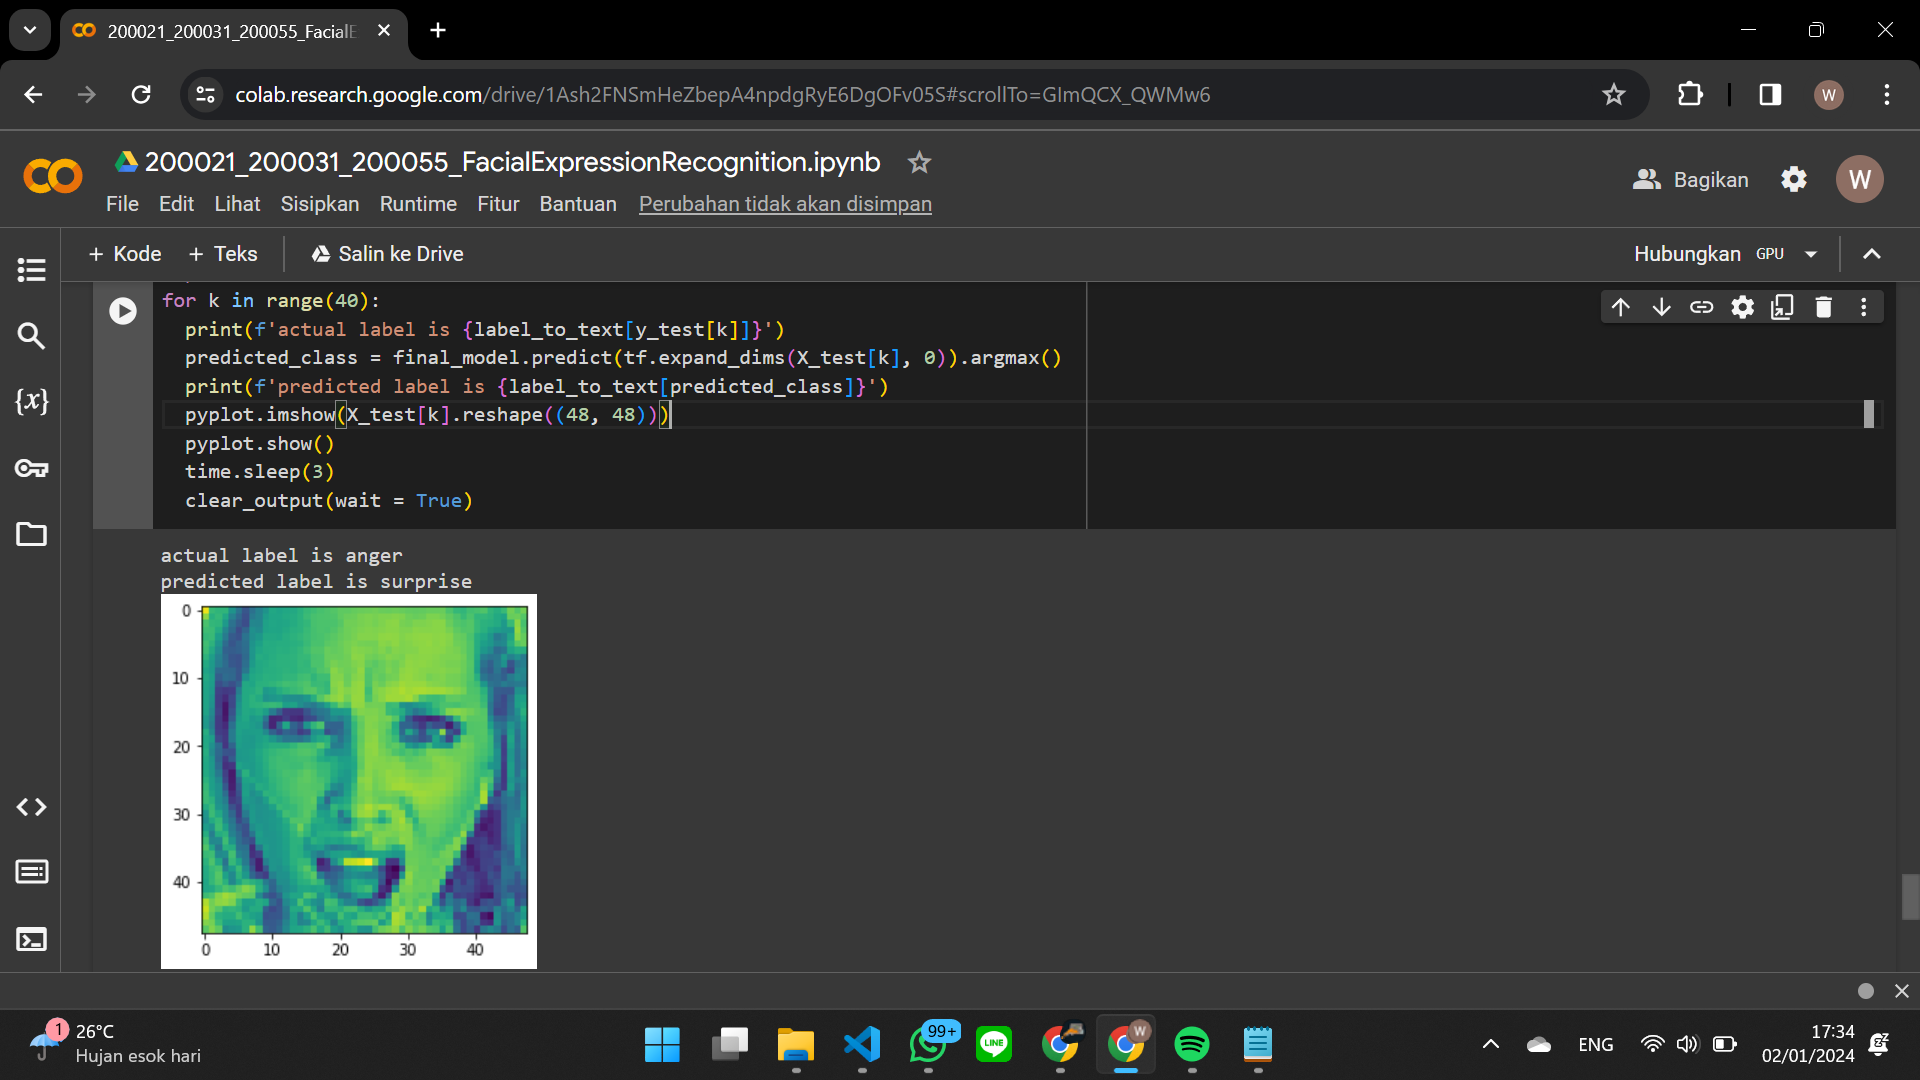 200021_200031_200055_FacialE
colab.research.google.com/drive/1Ash2FNSmHeZbepA4npdgRyE6DgOFv05S#scrollTo=GImQCX_QWMw6
W
200021_200031_200055_FacialExpressionRecognition.ipynb
File Edit Lihat Sisipkan Runtime Fitur Bantuan Perubahan tidak akan disimpan
Bagikan
W
+ Kode + Teks Salin ke Drive
Hubungkan GPU
for k in range(40):
print(f'actual label is {label_to_text[y_test[k]]}')
predicted_class = final_model.predict(tf.expand_dims(X_test[k], 0)).argmax()
print(f'predicted label is {label_to_text[predicted_class]}')
pyplot.imshow(X_test[k].reshape((48, 48)))
pyplot.show()
time.sleep(3)
clear_output(wait = True)
{x}
actual label is anger
predicted label is surprise
0
10
20
30
40
0 10 20 30 40
1
26°C
Hujan esok hari
99+
LINE
W
ENG
17:34
02/01/2024